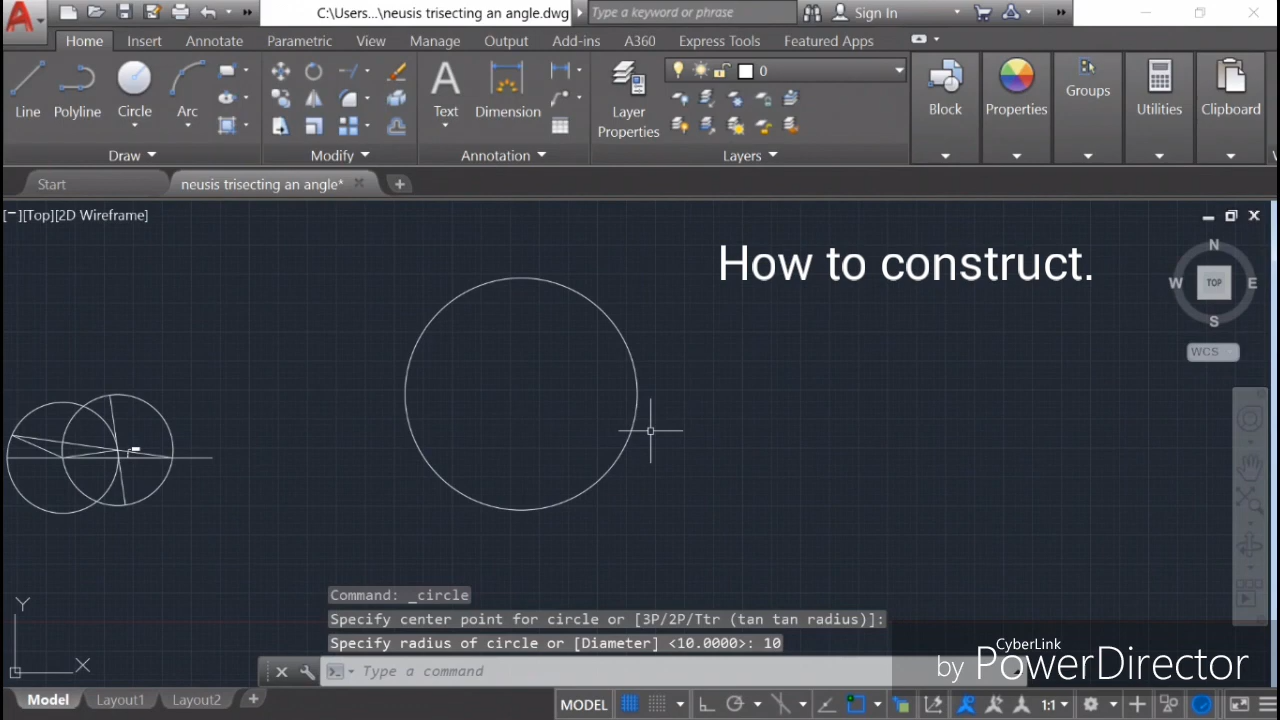 C:\Users...\neusis trisecting an angle.dwg
Type a keyword or phrase
Sign In
Home Insert Annotate Parametric View Manage Output Add-ins A360 Express Tools Featured Apps
0
Line Polyline Circle Arc
Text Dimension
Layer
Properties
Block Properties Groups Utilities Clipboard
Draw Modify Annotation Layers
Start neusis trisecting an angle*
[−][Top][2D Wireframe]
How to construct.
N
W TOP E
S
WCS
Y
X
Command: _circle
Specify center point for circle or [3P/2P/Ttr (tan tan radius)]:
Specify radius of circle or [Diameter] <10.0000>: 10
Type a command
CyberLink
by PowerDirector
Model Layout1 Layout2
MODEL 1:1